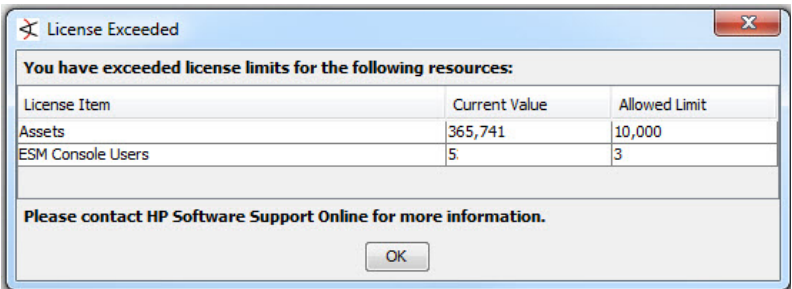 License Exceeded
You have exceeded license limits for the following resources:
License Item Current Value Allowed Limit
Assets 365,741 10,000
ESM Console Users 5 3
Please contact HP Software Support Online for more information.
OK